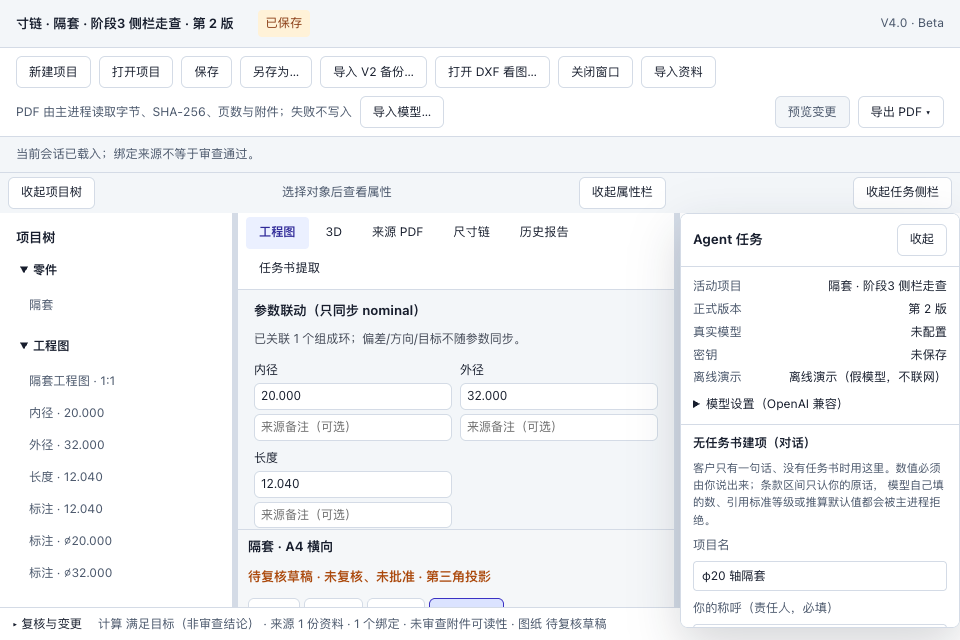 寸链 · 隔套 · 阶段3 侧栏走查 · 第 2 版 已保存 V4.0 · Beta
新建项目 打开项目 保存 另存为… 导入 V2 备份… 打开 DXF 看图… 关闭窗口 导入资料
PDF 由主进程读取字节、SHA-256、页数与附件；失败不写入 导入模型… 预览变更 导出 PDF ▾
当前会话已载入；绑定来源不等于审查通过。
收起项目树 选择对象后查看属性 收起属性栏 收起任务侧栏
项目树
▼ 零件
隔套
▼ 工程图
隔套工程图 · 1:1
内径 · 20.000
外径 · 32.000
长度 · 12.040
标注 · 12.040
标注 · ⌀20.000
标注 · ⌀32.000
工程图 3D 来源 PDF 尺寸链 历史报告
任务书提取
参数联动（只同步 nominal）
已关联 1 个组成环；偏差/方向/目标不随参数同步。
内径 外径
20.000 32.000
来源备注（可选） 来源备注（可选）
长度
12.040
来源备注（可选）
隔套 · A4 横向
待复核草稿 · 未复核、未批准 · 第三角投影
Agent 任务 收起
活动项目 隔套 · 阶段3 侧栏走查
正式版本 第 2 版
真实模型 未配置
密钥 未保存
离线演示 离线演示（假模型，不联网）
▶ 模型设置（OpenAI 兼容）
无任务书建项（对话）
客户只有一句话、没有任务书时用这里。数值必须
由你说出来；条款区间只认你的原话， 模型自己填
的数、引用标准等级或推算默认值都会被主进程拒
绝。
项目名
φ20 轴隔套
你的称呼（责任人，必填）
▸ 复核与变更 计算 满足目标（非审查结论） · 来源 1 份资料 · 1 个绑定 · 未审查附件可读性 · 图纸 待复核草稿